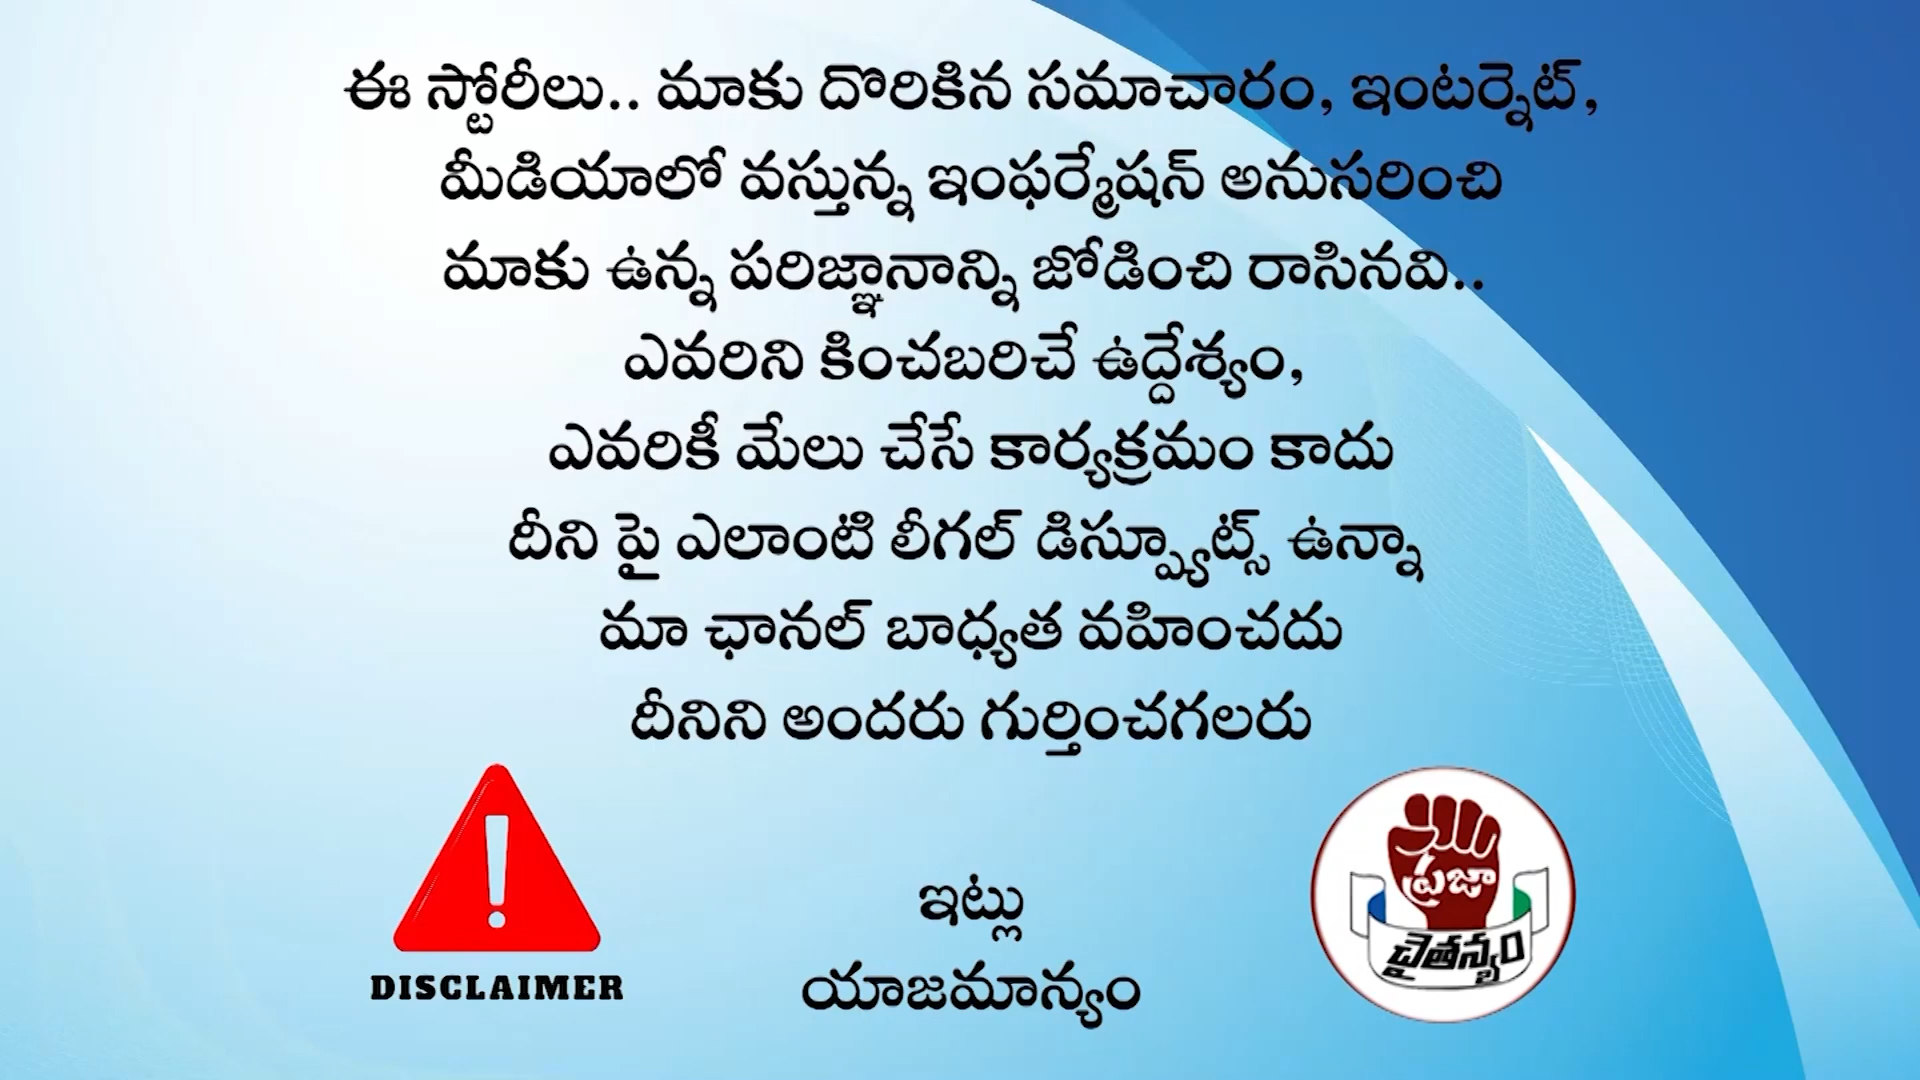 ఈ స్టోరీలు.. మాకు దొరికిన సమాచారం, ఇంటర్నెట్,
మీడియాలో వస్తున్న ఇంఫర్మేషన్ అనుసరించి
మాకు ఉన్న పరిజ్ఞానాన్ని జోడించి రాసినవి..
ఎవరిని కించబరిచే ఉద్దేశ్యం,
ఎవరికీ మేలు చేసే కార్యక్రమం కాదు
దీని పై ఎలాంటి లీగల్ డిస్ప్యూట్స్ ఉన్నా
మా ఛానల్ బాధ్యత వహించదు
దీనిని అందరు గుర్తించగలరు
DISCLAIMER
ఇట్లు
యాజమాన్యం
ప్రజా
చైతన్యం